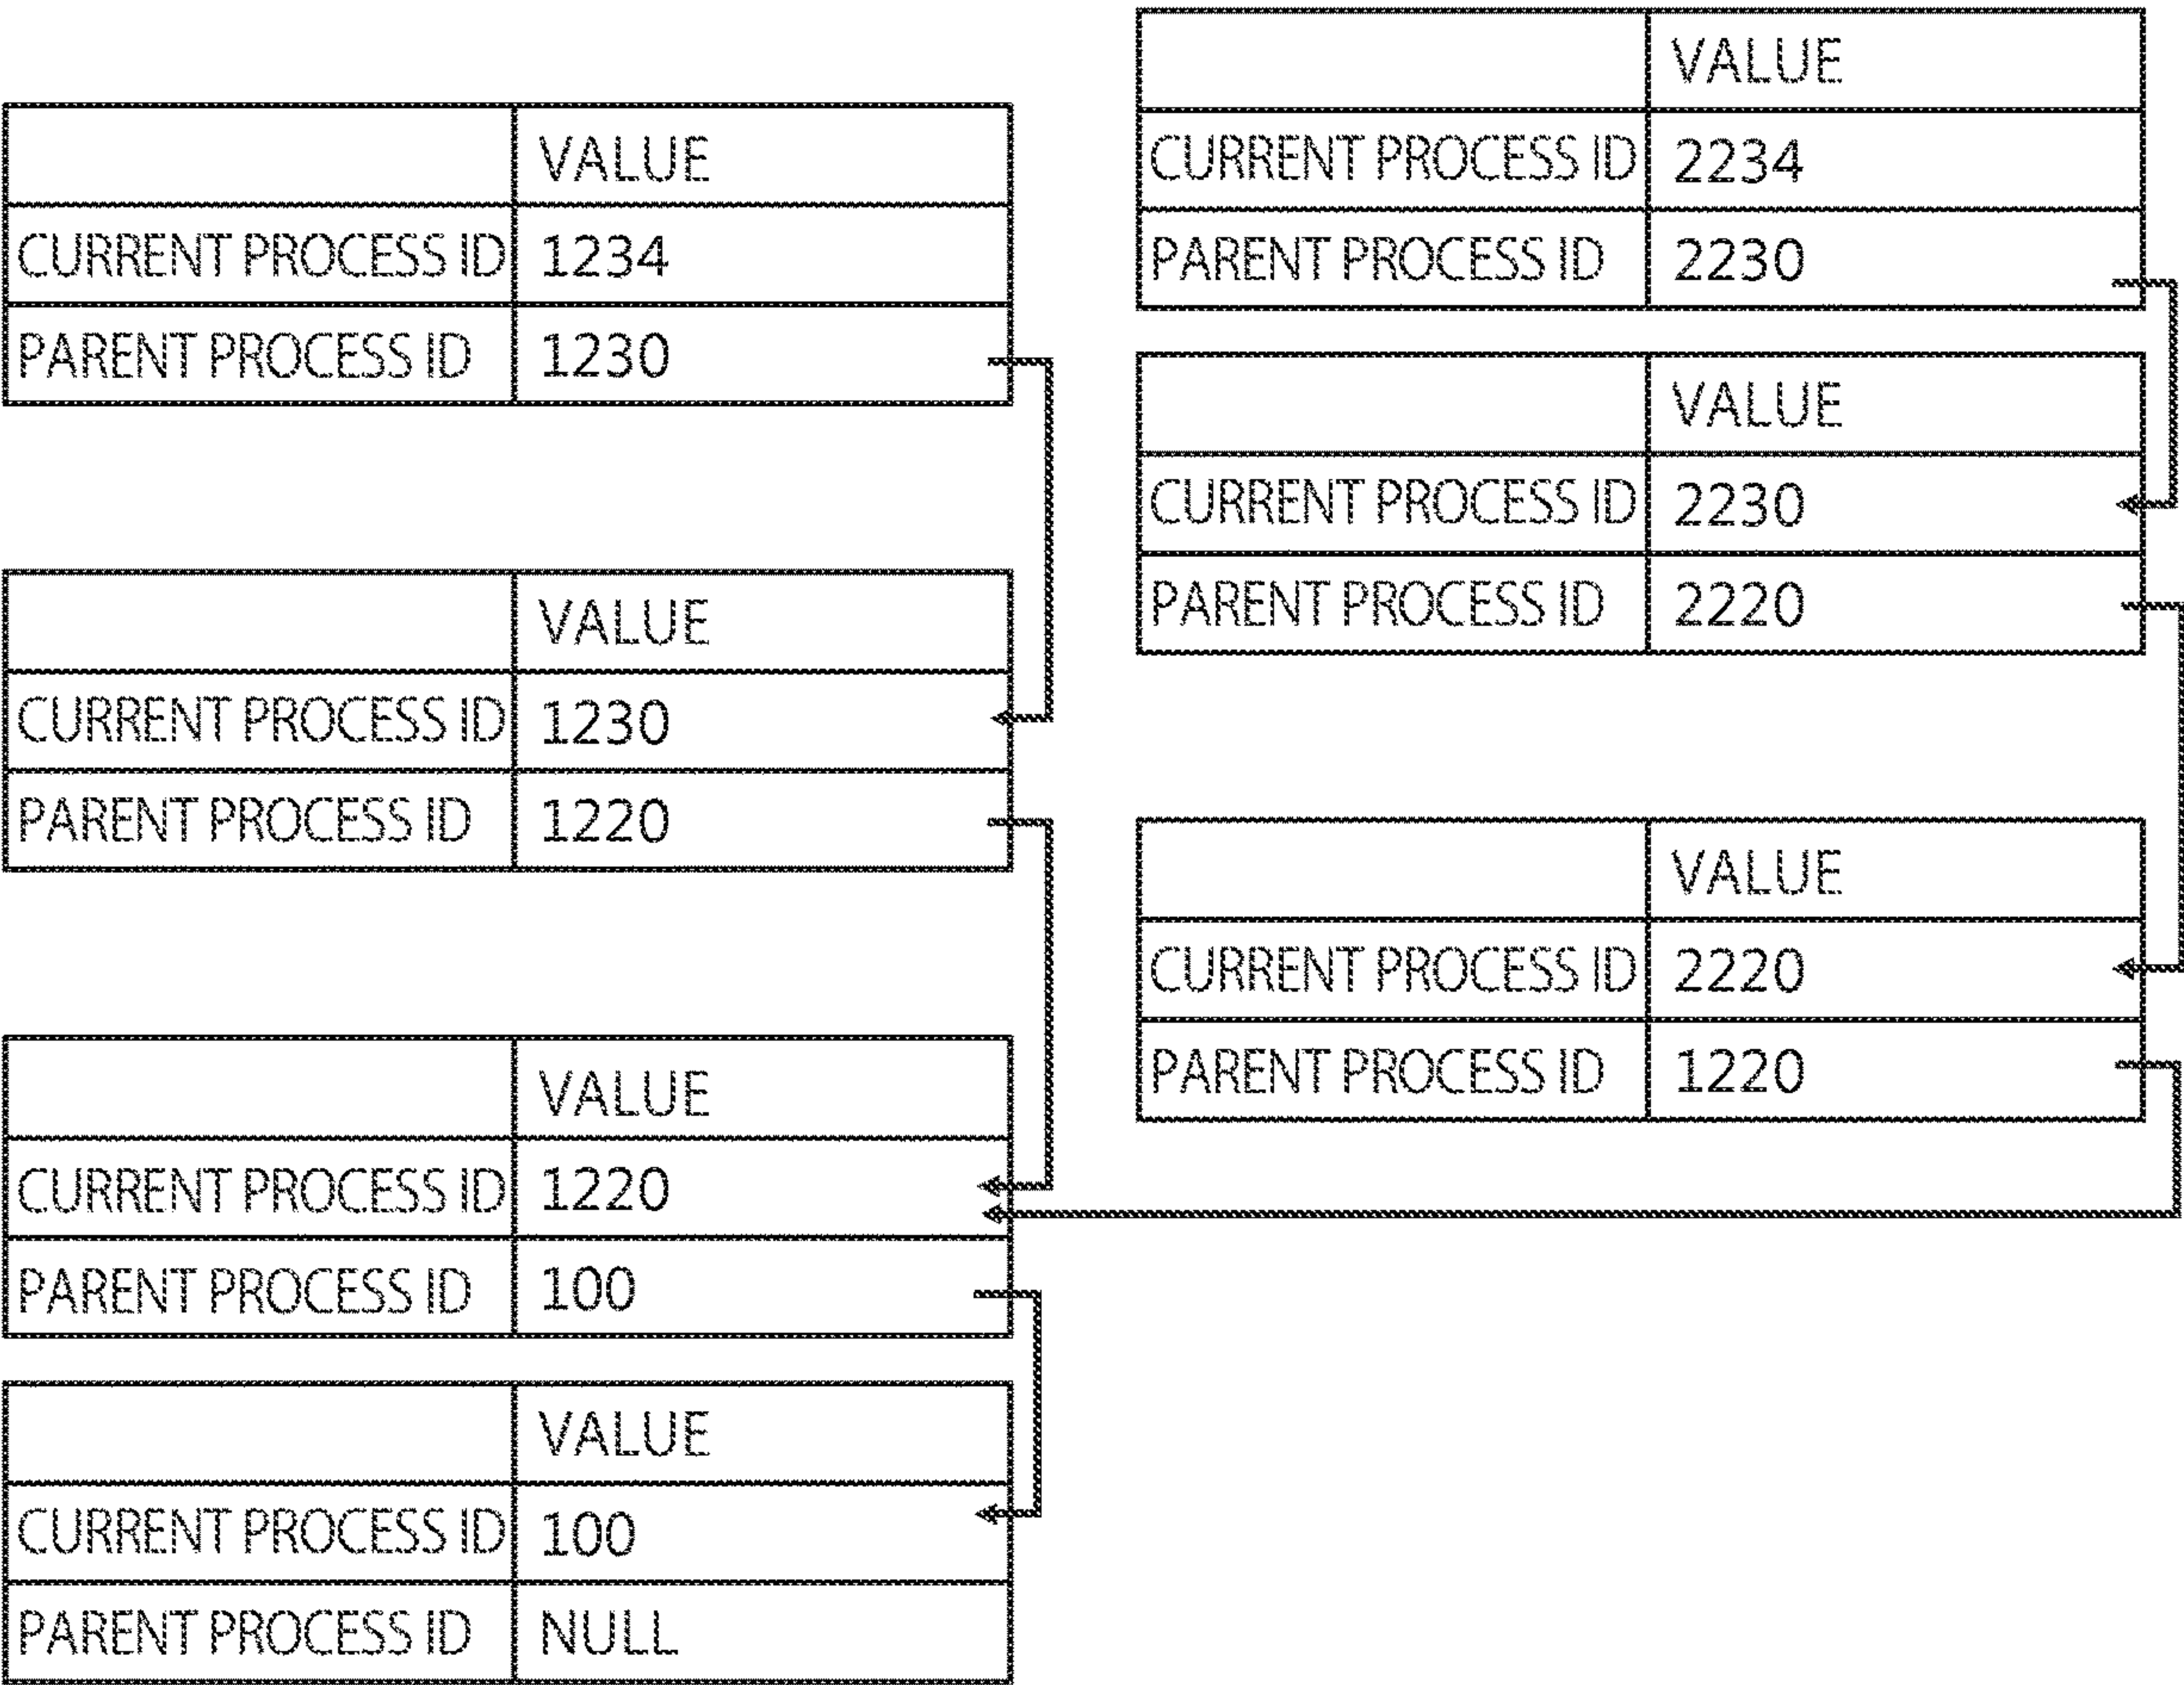 VALUE
CURRENT PROCESS ID 1234
PARENT PROCESS ID 1230
VALUE
CURRENT PROCESS ID 1230
PARENT PROCESS ID 1220
VALUE
CURRENT PROCESS ID 1220
PARENT PROCESS ID 100
VALUE
CURRENT PROCESS ID 100
PARENT PROCESS ID NULL
VALUE
CURRENT PROCESS ID 2234
PARENT PROCESS ID 2230
VALUE
CURRENT PROCESS ID 2230
PARENT PROCESS ID 2220
VALUE
CURRENT PROCESS ID 2220
PARENT PROCESS ID 1220